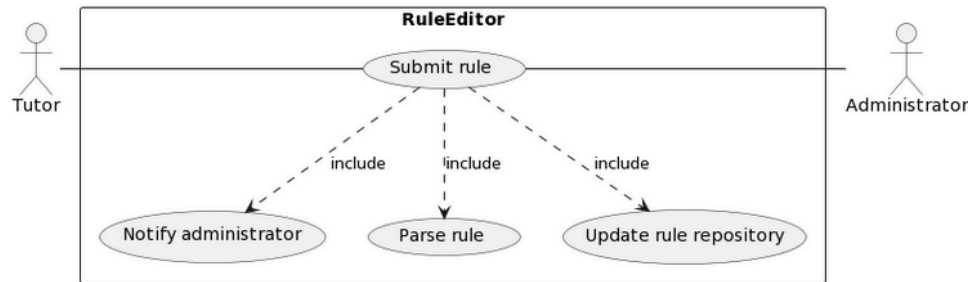 RuleEditor
Submit rule
Tutor
Administrator
include
include
include
Notify administrator
Parse rule
Update rule repository